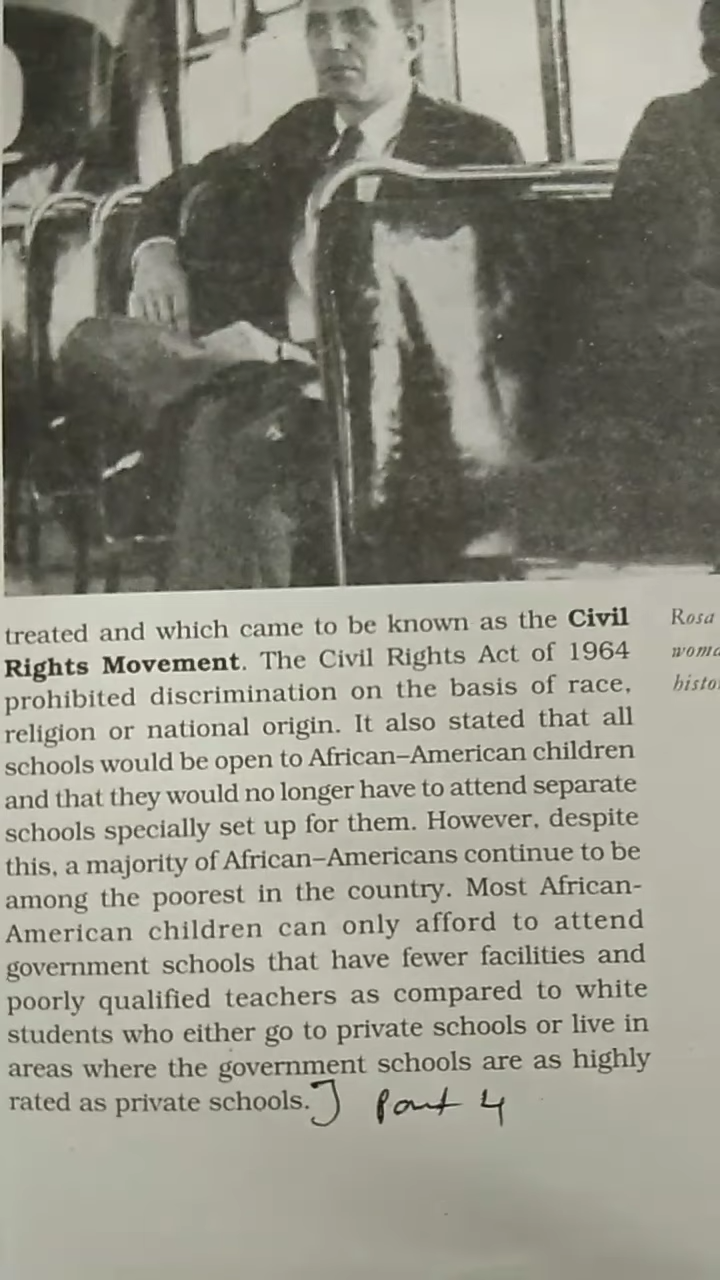 treated and which came to be known as the Civil
Rights Movement. The Civil Rights Act of 1964
prohibited discrimination on the basis of race,
religion or national origin. It also stated that all
schools would be open to African–American children
and that they would no longer have to attend separate
schools specially set up for them. However, despite
this, a majority of African–Americans continue to be
among the poorest in the country. Most African-
American children can only afford to attend
government schools that have fewer facilities and
poorly qualified teachers as compared to white
students who either go to private schools or live in
areas where the government schools are as highly
rated as private schools.] Part 4
Rosa